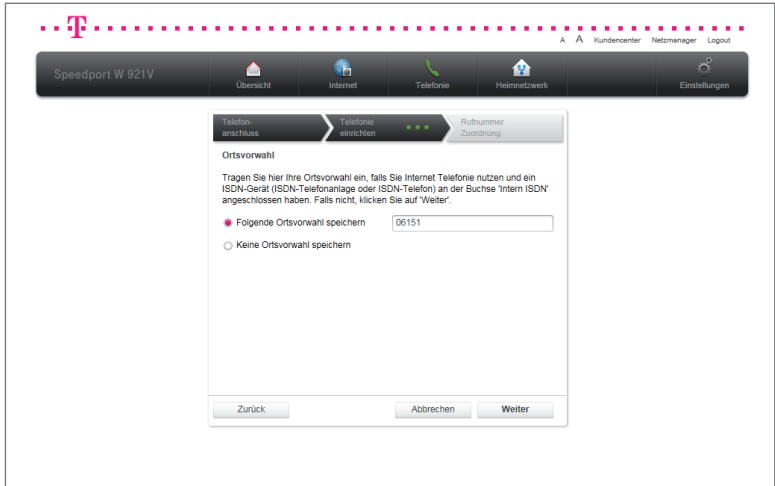 T
A A Kundencenter Netzmanager Logout
Speedport W 921V
Übersicht Internet Telefonie Heimnetzwerk Einstellungen
Telefon-
anschluss
Telefonie
einrichten
Rufnummer
Zuordnung
Ortsvorwahl
Tragen Sie hier Ihre Ortsvorwahl ein, falls Sie Internet Telefonie nutzen und ein
ISDN-Gerät (ISDN-Telefonanlage oder ISDN-Telefon) an der Buchse 'Intern ISDN'
angeschlossen haben. Falls nicht, klicken Sie auf 'Weiter'.
Folgende Ortsvorwahl speichern 06151
Keine Ortsvorwahl speichern
Zurück Abbrechen Weiter